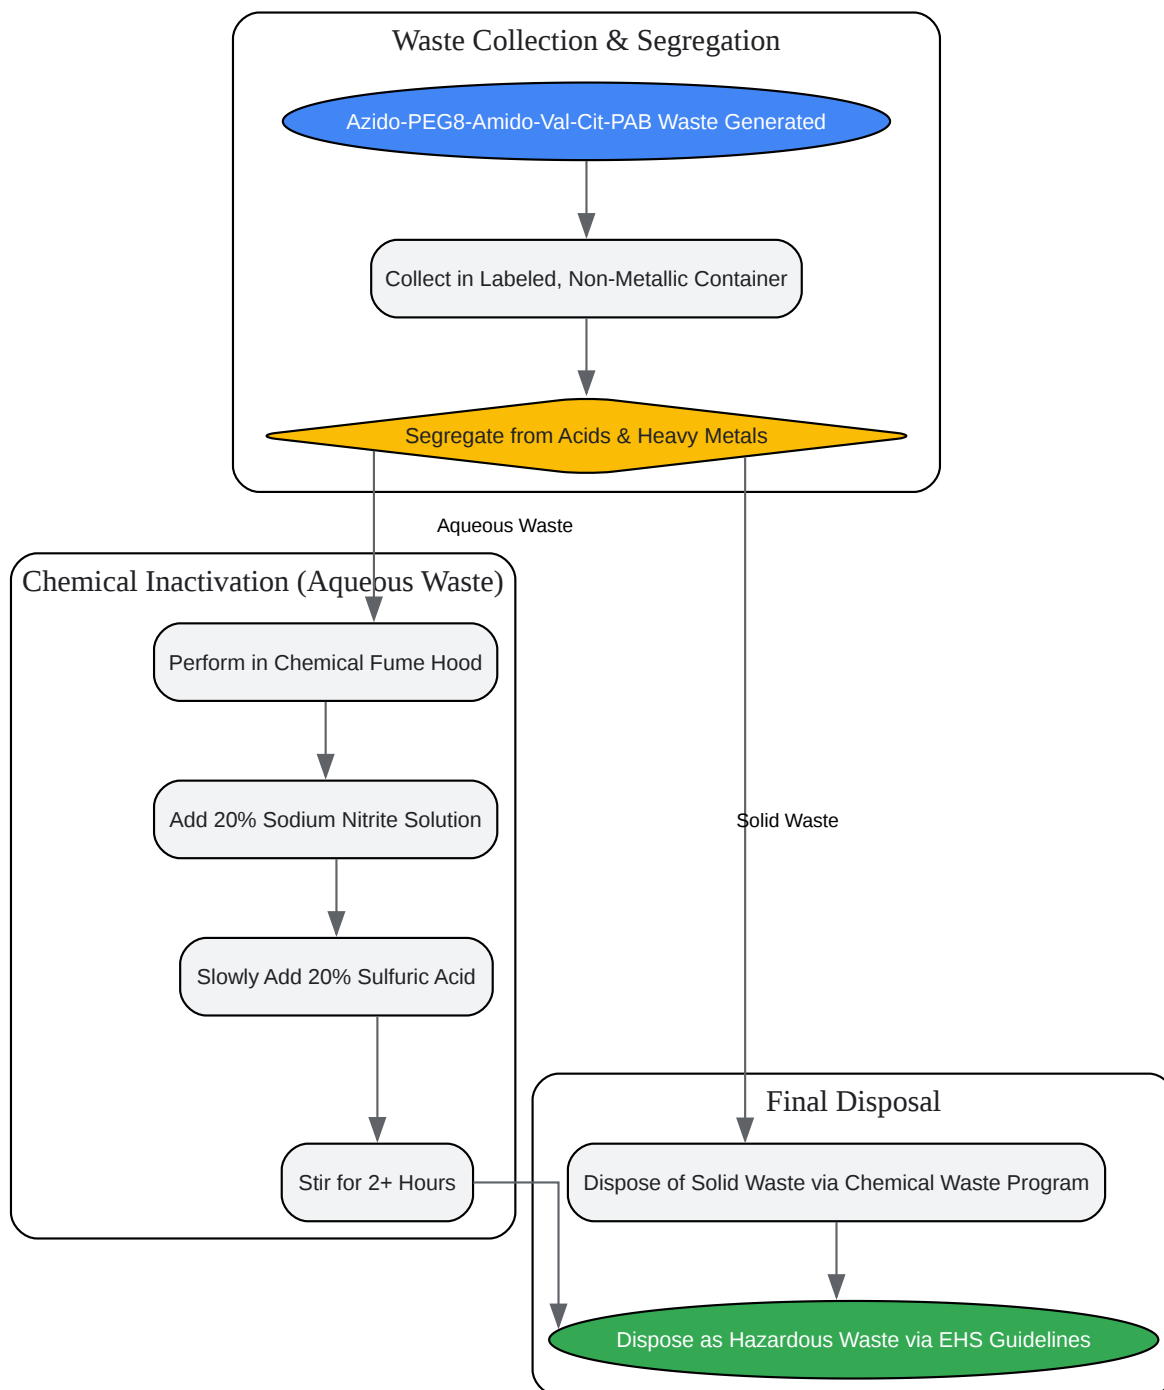 Waste Collection & Segregation
Azido-PEG8-Amido-Val-Cit-PAB Waste Generated
Collect in Labeled, Non-Metallic Container
Segregate from Acids & Heavy Metals
Aqueous Waste
Chemical Inactivation (Aqueous Waste)
Perform in Chemical Fume Hood
Add 20% Sodium Nitrite Solution
Solid Waste
Slowly Add 20% Sulfuric Acid
Stir for 2+ Hours
Final Disposal
Dispose of Solid Waste via Chemical Waste Program
Dispose as Hazardous Waste via EHS Guidelines